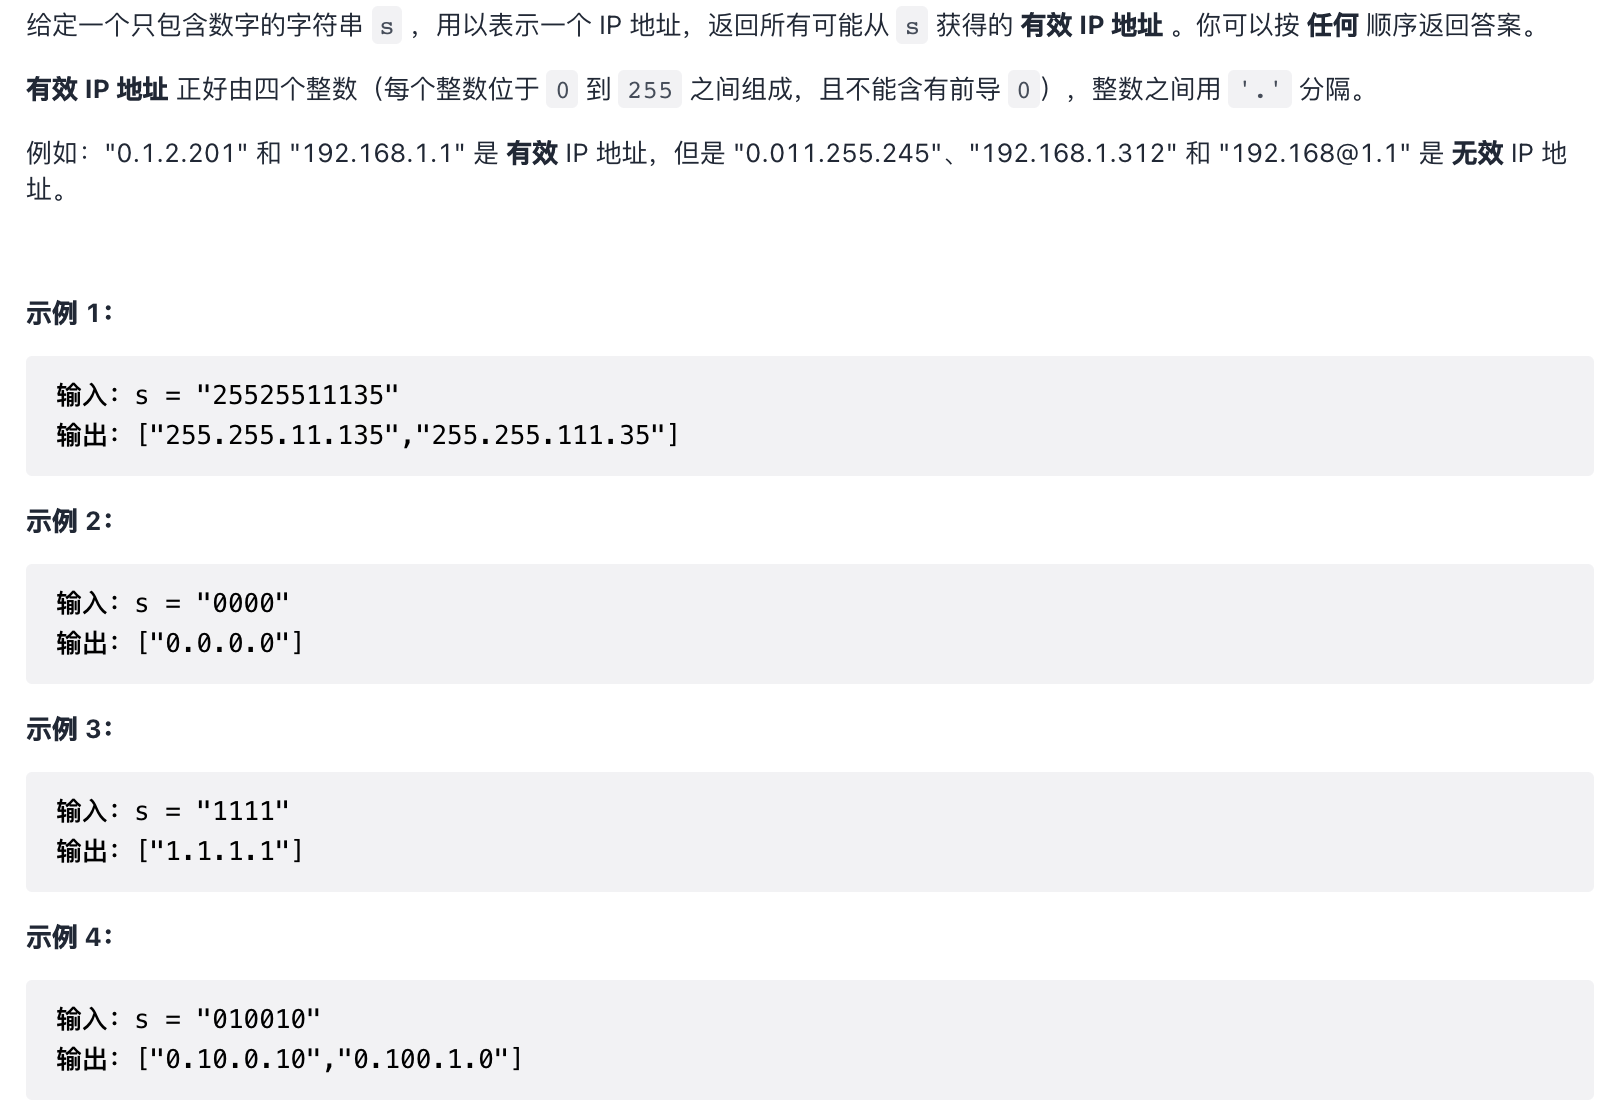 给定一个只包含数字的字符串 s ，用以表示一个 IP 地址，返回所有可能从 s 获得的 有效 IP 地址 。你可以按 任何 顺序返回答案。
有效 IP 地址 正好由四个整数（每个整数位于 0 到 255 之间组成，且不能含有前导 0），整数之间用 '.' 分隔。
例如："0.1.2.201" 和 "192.168.1.1" 是 有效 IP 地址，但是 "0.011.255.245"、"192.168.1.312" 和 "192.168@1.1" 是 无效 IP 地
址。
示例 1：
输入：s = "25525511135"
输出：["255.255.11.135","255.255.111.35"]
示例 2：
输入：s = "0000"
输出：["0.0.0.0"]
示例 3：
输入：s = "1111"
输出：["1.1.1.1"]
示例 4：
输入：s = "010010"
输出：["0.10.0.10","0.100.1.0"]